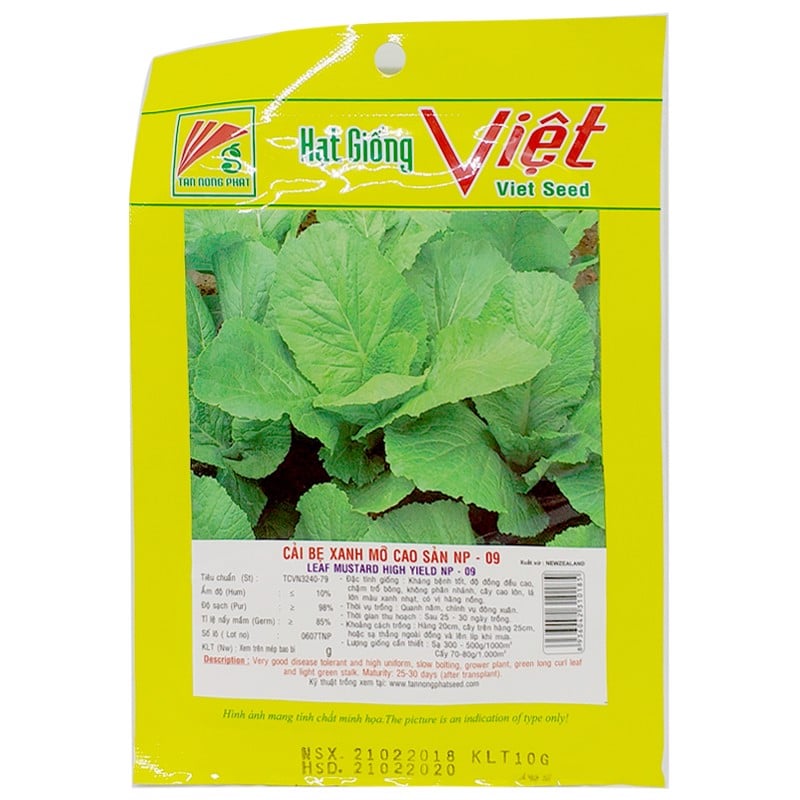 TAN NONG PHAT
Hạt Giống Việt
Viet Seed
CẢI BẸ XANH MỠ CAO SẢN NP - 09
Xuất xứ : NEWZEALAND
LEAF MUSTARD HIGH YIELD NP - 09
Tiêu chuẩn (St) : TCVN3240-79
Ẩm độ (Hum) : ≤ 10%
Độ sạch (Pur) : ≥ 98%
Tỉ lệ nẩy mầm (Germ) : ≥ 85%
Số lô ( Lot no) : 0607TNP
KLT (Nw) : Xem trên mép bao bì g
- Đặc tính giống : Kháng bệnh tốt, độ đồng đều cao,
chậm trổ bông, không phân nhánh, cây cao lớn, lá
lớn màu xanh nhạt, có vị hăng nồng.
- Thời vụ trồng : Quanh năm, chính vụ đông xuân.
- Thời gian thu hoạch : Sau 25 - 30 ngày trồng.
- Khoảng cách trồng : Hàng 20cm, cây trên hàng 25cm,
hoặc sạ thẳng ngoài đồng và lên líp khi mưa.
- Lượng giống cần thiết : Sạ 300 - 500g/1000m²
Cấy 70-80g/1.000m²
Description : Very good disease tolerant and high uniform, slow bolting, grower plant, green long curl leaf
and light green stalk. Maturity: 25-30 days (after transplant).
Kỹ thuật trồng xem tại: www.tannongphatseed.com
Hình ảnh mang tính chất minh họa.The picture is an indication of type only!
NSX. 21022018 KLT10G
HSD. 21022020